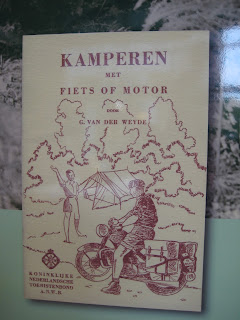 KAMPEREN
MET
FIETS OF MOTOR
DOOR
G. VAN DER WEYDE
KONINKLIJKE
NEDERLANDSCHE
TOERISTENBOND
A.N.W.B.